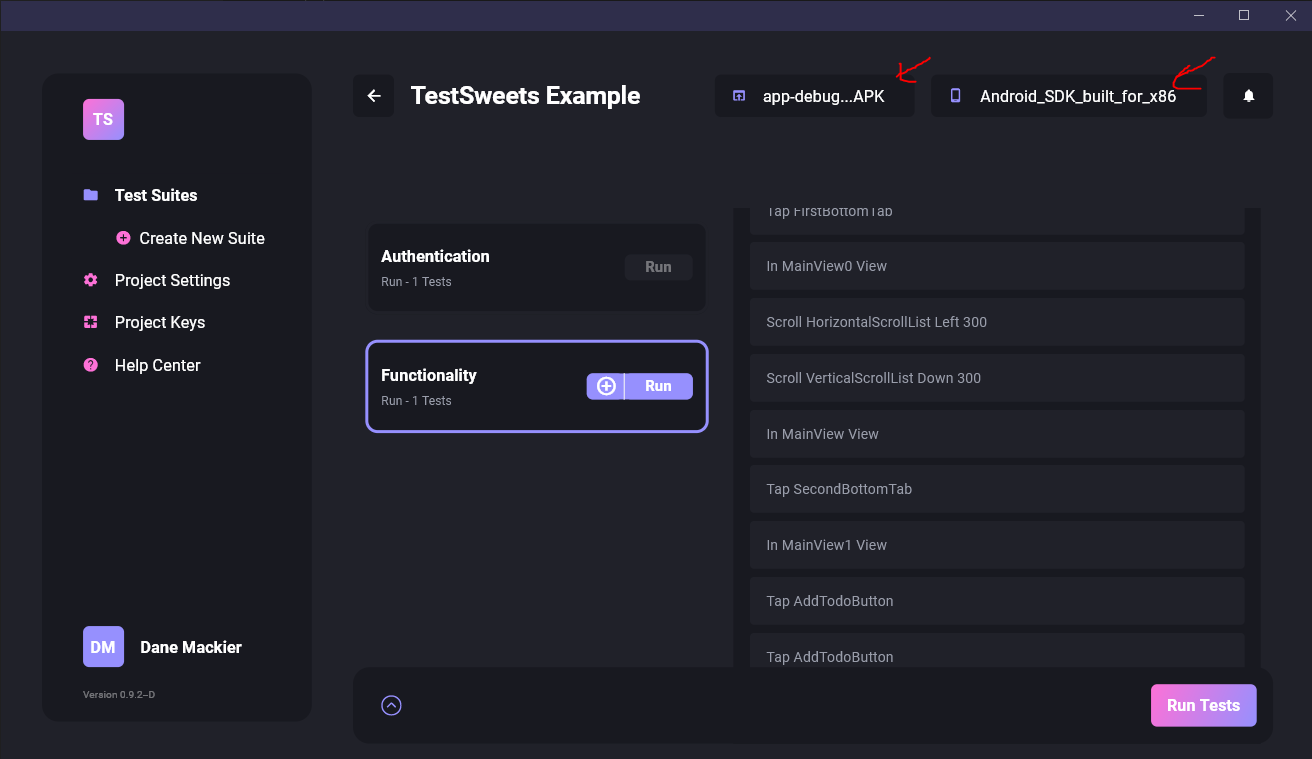 TestSweets Example
app-debug...APK
Android_SDK_built_for_x86
TS
Test Suites
Create New Suite
Project Settings
Project Keys
Help Center
DM
Dane Mackier
Version 0.9.2–D
Authentication
Run - 1 Tests
Run
Functionality
Run - 1 Tests
Run
Tap FirstBottomTab
In MainView0 View
Scroll HorizontalScrollList Left 300
Scroll VerticalScrollList Down 300
In MainView View
Tap SecondBottomTab
In MainView1 View
Tap AddTodoButton
Tap AddTodoButton
Run Tests